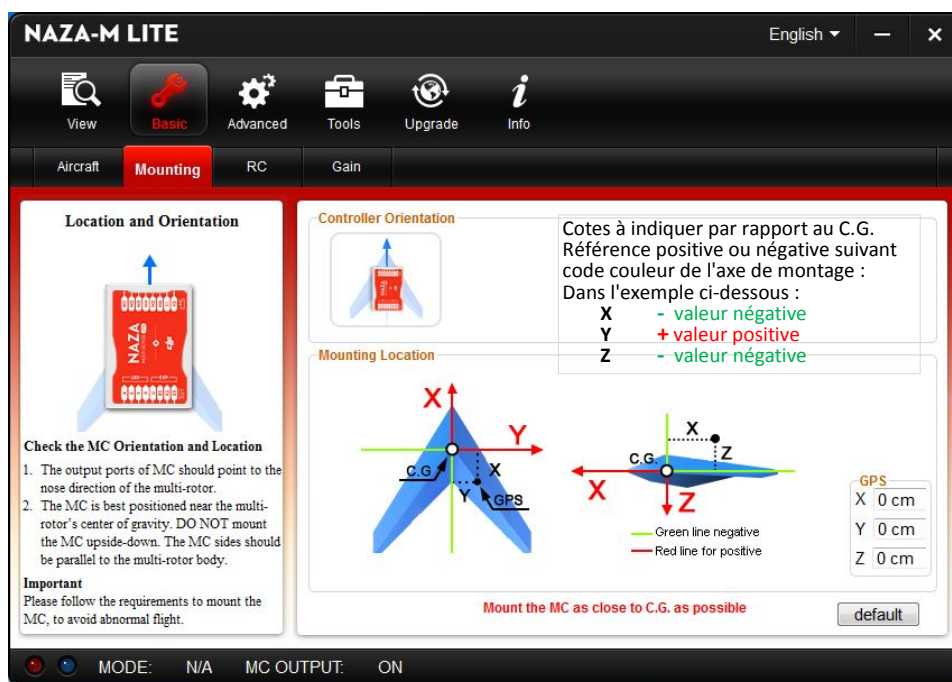 NAZA-M LITE
English
View
Basic
Advanced
Tools
Upgrade
Info
Aircraft
Mounting
RC
Gain
Location and Orientation
NAZA
LED
EXP.
Check the MC Orientation and Location
1. The output ports of MC should point to the
nose direction of the multi-rotor.
2. The MC is best positioned near the multi-
rotor’s center of gravity. DO NOT mount
the MC upside-down. The MC sides should
be parallel to the multi-rotor body.
Important
Please follow the requirements to mount the
MC, to avoid abnormal flight.
Controller Orientation
Cotes à indiquer par rapport au C.G.
Référence positive ou négative suivant
code couleur de l'axe de montage :
Dans l'exemple ci-dessous :
X - valeur négative
Y + valeur positive
Z - valeur négative
Mounting Location
X
Y
C.G
X
Y
GPS
X
C.G.
Z
X
Z
Green line negative
Red line for positive
GPS
X 0 cm
Y 0 cm
Z 0 cm
Mount the MC as close to C.G. as possible
default
MODE: N/A MC OUTPUT: ON